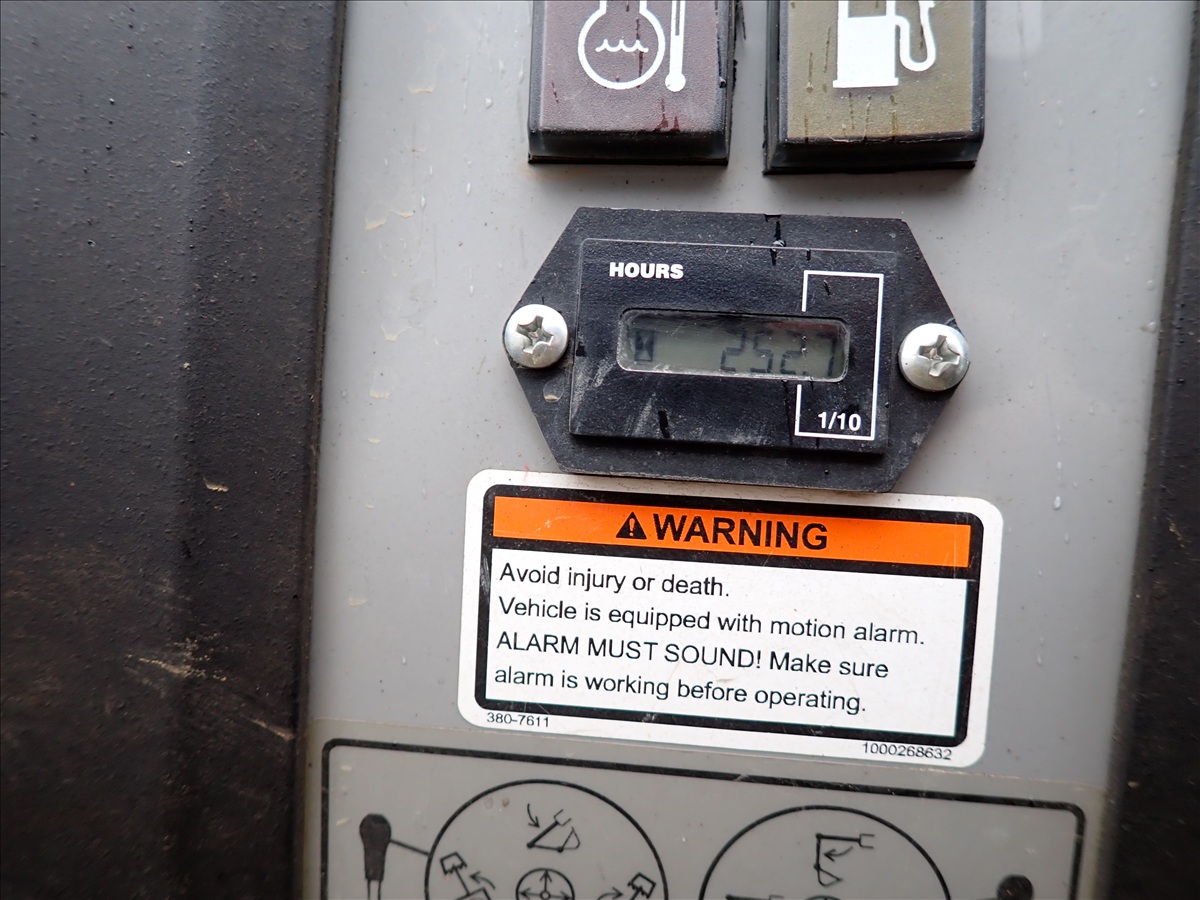 HOURS
252.1
1/10
WARNING
Avoid injury or death.
Vehicle is equipped with motion alarm.
ALARM MUST SOUND! Make sure
alarm is working before operating.
380-7611
1000268632